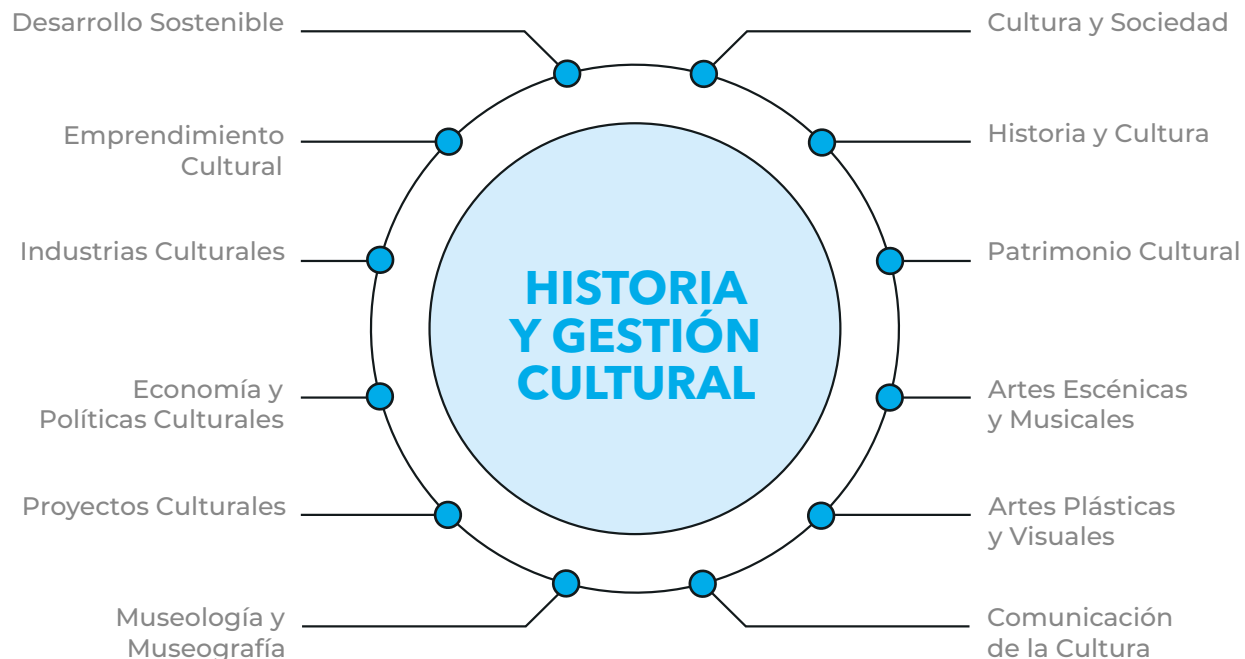 Desarrollo Sostenible
Emprendimiento
Cultural
Industrias Culturales
Economía y
Políticas Culturales
Proyectos Culturales
Museología y
Museografía
HISTORIA
Y GESTIÓN
CULTURAL
Cultura y Sociedad
Historia y Cultura
Patrimonio Cultural
Artes Escénicas
y Musicales
Artes Plásticas
y Visuales
Comunicación
de la Cultura